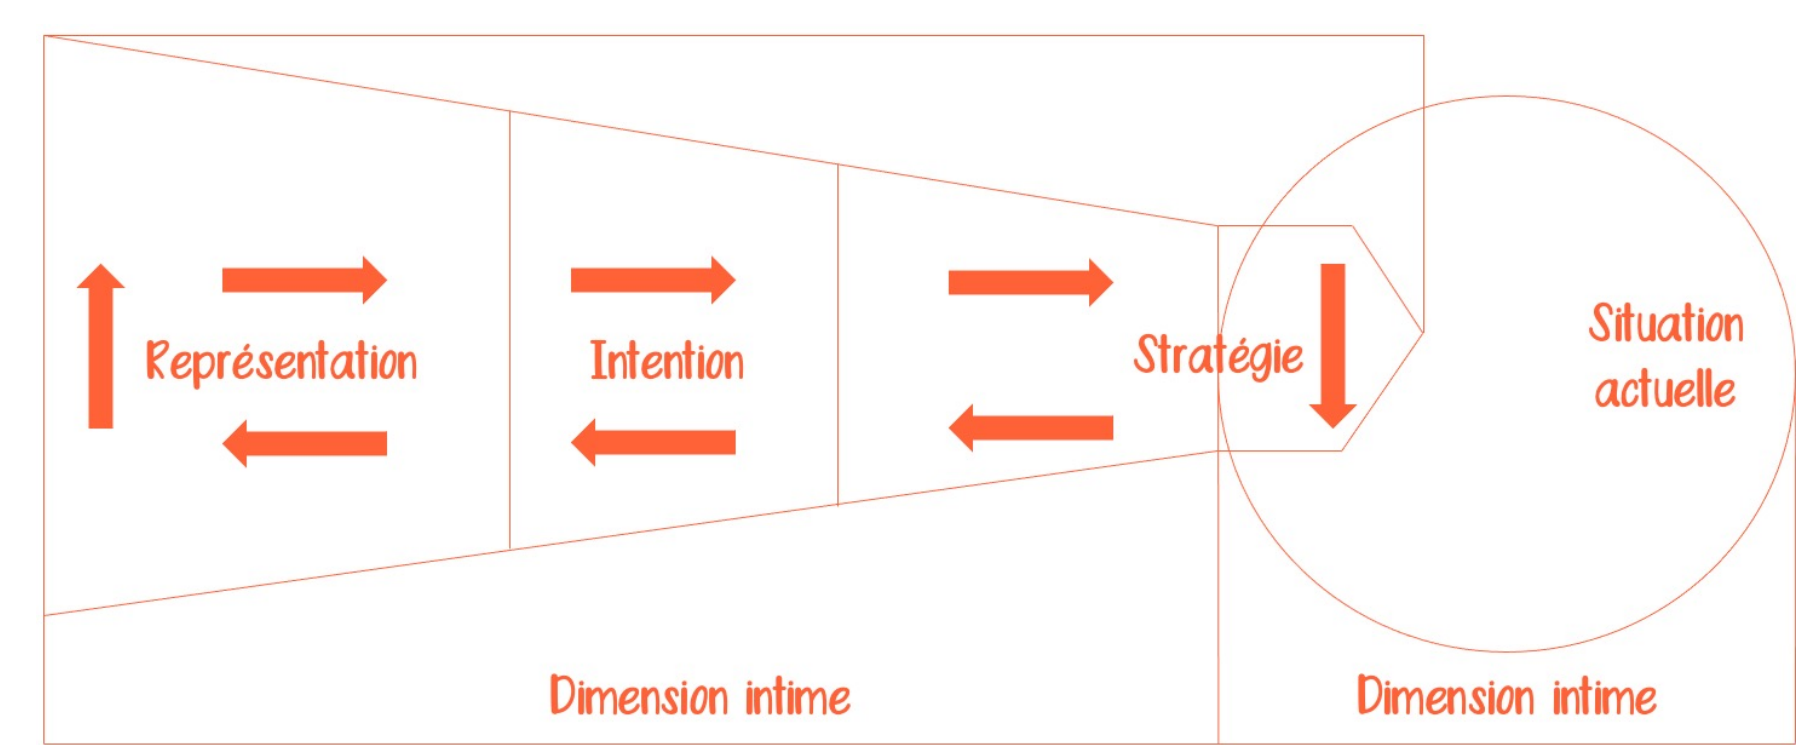 Représentation
Intention
Stratégie
Situation
actuelle
Dimension intime
Dimension intime